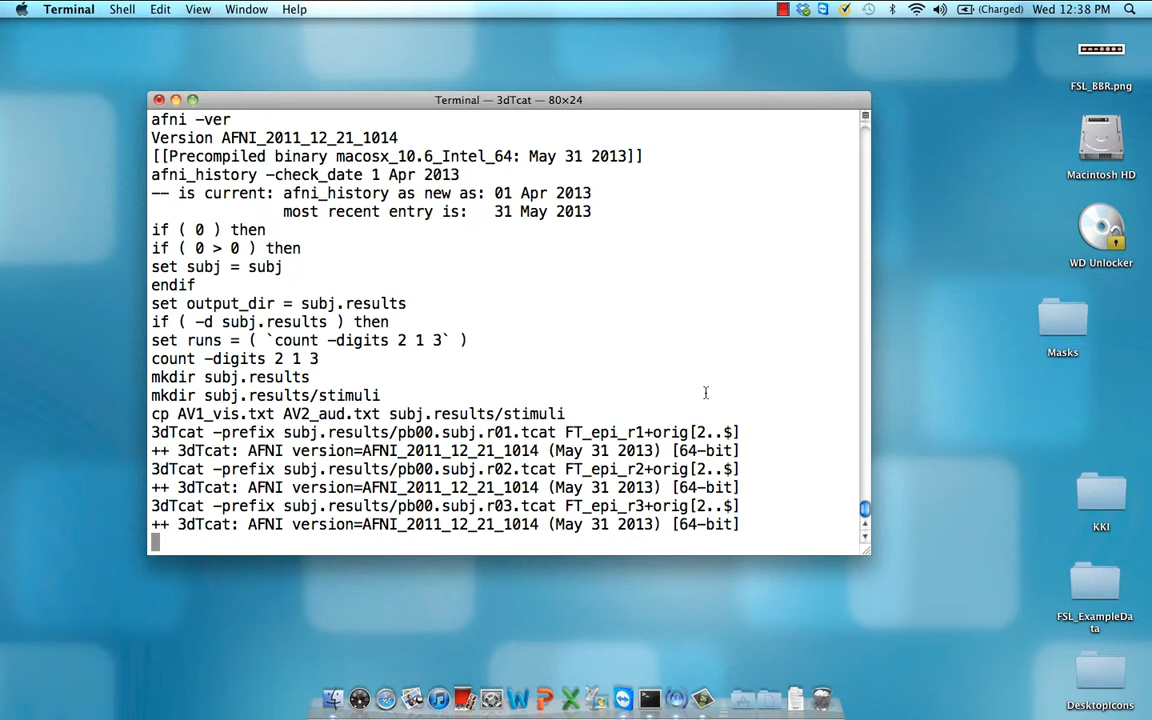 Terminal Shell Edit View Window Help (Charged) Wed 12:38 PM
Terminal — 3dTcat — 80×24
afni -ver
Version AFNI_2011_12_21_1014
[[Precompiled binary macosx_10.6_Intel_64: May 31 2013]]
afni_history -check_date 1 Apr 2013
-- is current: afni_history as new as: 01 Apr 2013
most recent entry is: 31 May 2013
if ( 0 ) then
if ( 0 > 0 ) then
set subj = subj
endif
set output_dir = subj.results
if ( -d subj.results ) then
set runs = ( `count -digits 2 1 3` )
count -digits 2 1 3
mkdir subj.results
mkdir subj.results/stimuli
cp AV1_vis.txt AV2_aud.txt subj.results/stimuli
3dTcat -prefix subj.results/pb00.subj.r01.tcat FT_epi_r1+orig[2..$]
++ 3dTcat: AFNI version=AFNI_2011_12_21_1014 (May 31 2013) [64-bit]
3dTcat -prefix subj.results/pb00.subj.r02.tcat FT_epi_r2+orig[2..$]
++ 3dTcat: AFNI version=AFNI_2011_12_21_1014 (May 31 2013) [64-bit]
3dTcat -prefix subj.results/pb00.subj.r03.tcat FT_epi_r3+orig[2..$]
++ 3dTcat: AFNI version=AFNI_2011_12_21_1014 (May 31 2013) [64-bit]
FSL_BBR.png
Macintosh HD
WD Unlocker
Masks
KKI
FSL_ExampleDa
ta
DesktopIcons